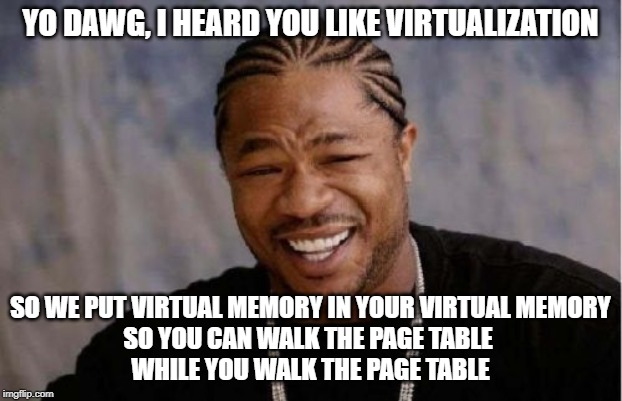 YO DAWG, I HEARD YOU LIKE VIRTUALIZATION
SO WE PUT VIRTUAL MEMORY IN YOUR VIRTUAL MEMORY
SO YOU CAN WALK THE PAGE TABLE
WHILE YOU WALK THE PAGE TABLE
imgflip.com